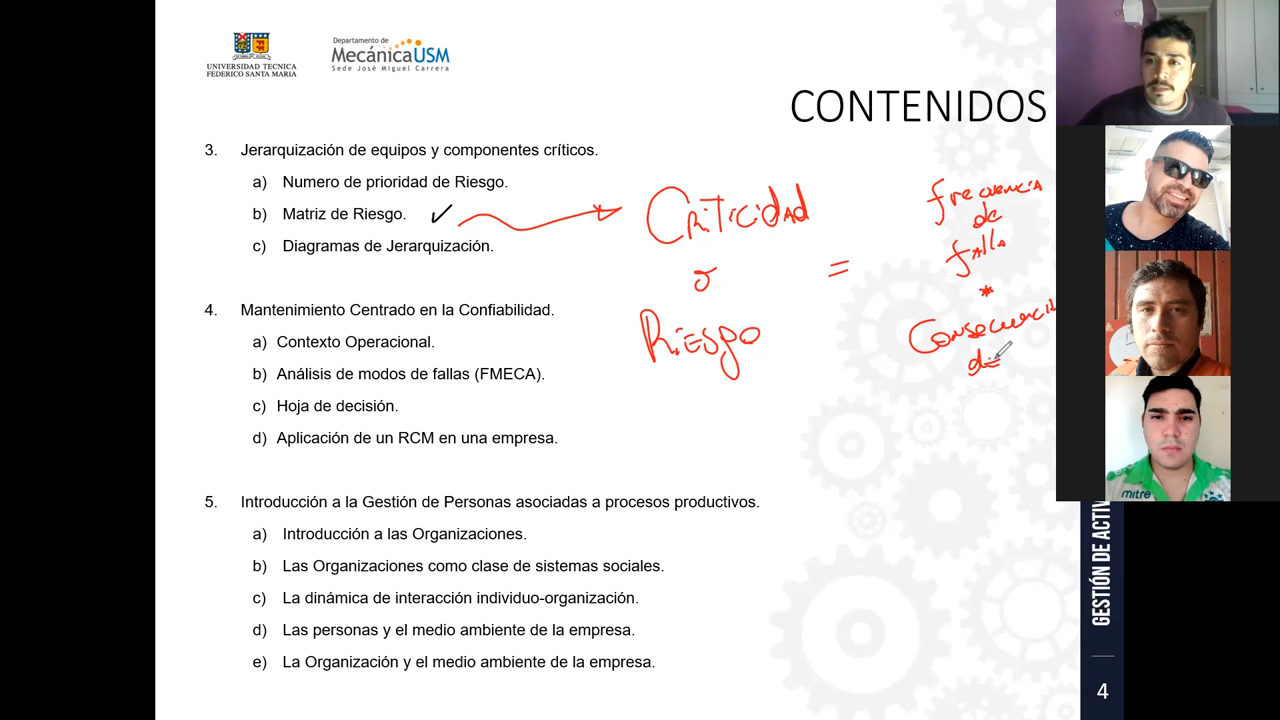 UNIVERSIDAD TECNICA
FEDERICO SANTA MARIA
Departamento de
MecánicaUSM
Sede José Miguel Carrera
CONTENIDOS
3. Jerarquización de equipos y componentes críticos.
a) Numero de prioridad de Riesgo.
b) Matriz de Riesgo. ✓
c) Diagramas de Jerarquización.
CRiTiCidAd
o
RiEsgo
=
frecuencia
de
fAllA
*
Consecuencia
de
4. Mantenimiento Centrado en la Confiabilidad.
a) Contexto Operacional.
b) Análisis de modos de fallas (FMECA).
c) Hoja de decisión.
d) Aplicación de un RCM en una empresa.
5. Introducción a la Gestión de Personas asociadas a procesos productivos.
a) Introducción a las Organizaciones.
b) Las Organizaciones como clase de sistemas sociales.
c) La dinámica de interacción individuo-organización.
d) Las personas y el medio ambiente de la empresa.
e) La Organización y el medio ambiente de la empresa.
GESTIÓN DE ACTIV
4
mitre